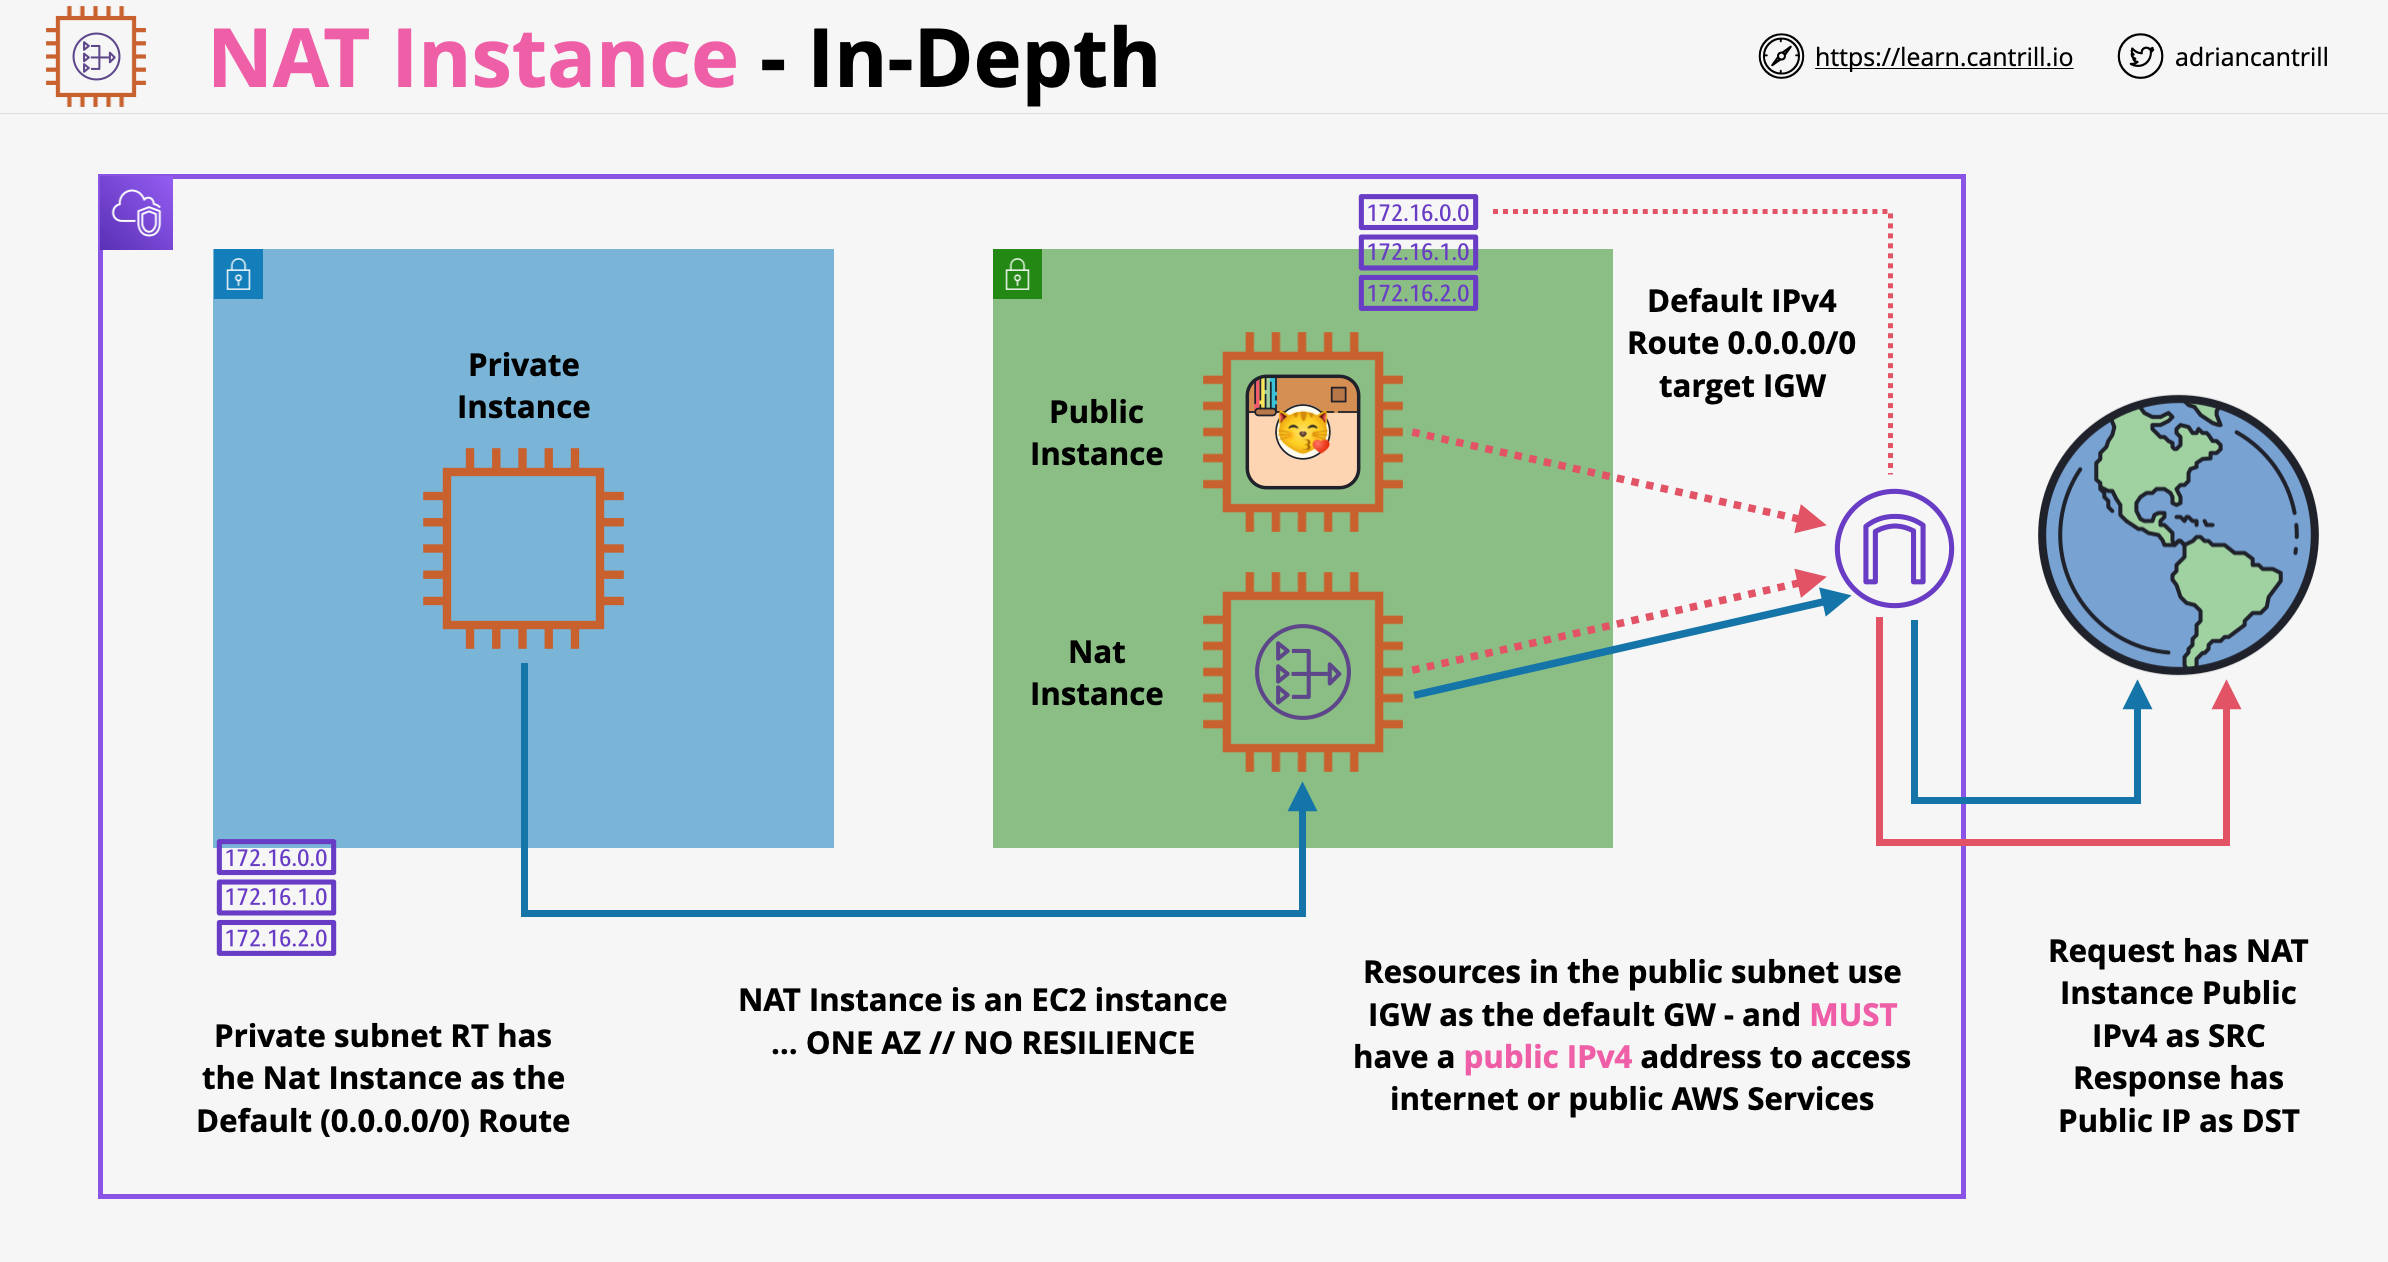 NAT Instance - In-Depth
https://learn.cantrill.io
adriancantrill
172.16.0.0
172.16.1.0
172.16.2.0
Default IPv4
Route 0.0.0.0/0
target IGW
Private
Instance
Public
Instance
Nat
Instance
172.16.0.0
172.16.1.0
172.16.2.0
Private subnet RT has
the Nat Instance as the
Default (0.0.0.0/0) Route
NAT Instance is an EC2 instance
... ONE AZ // NO RESILIENCE
Resources in the public subnet use
IGW as the default GW - and MUST
have a public IPv4 address to access
internet or public AWS Services
Request has NAT
Instance Public
IPv4 as SRC
Response has
Public IP as DST